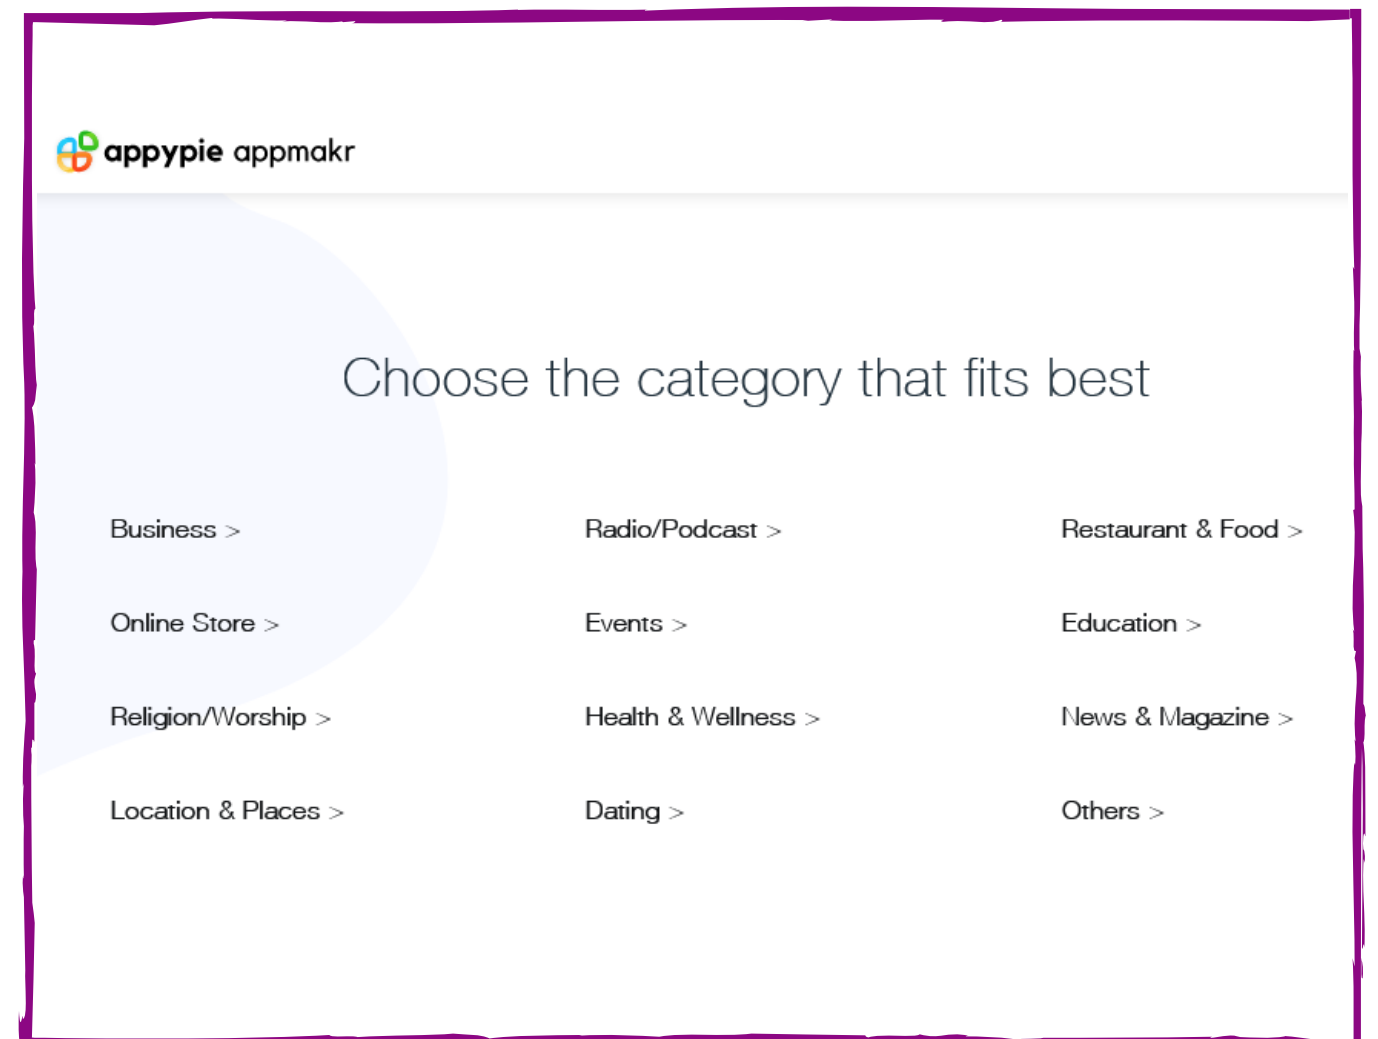 appypie appmakr
Choose the category that fits best
Business >
Radio/Podcast >
Restaurant & Food >
Online Store >
Events >
Education >
Religion/Worship >
Health & Wellness >
News & Magazine >
Location & Places >
Dating >
Others >